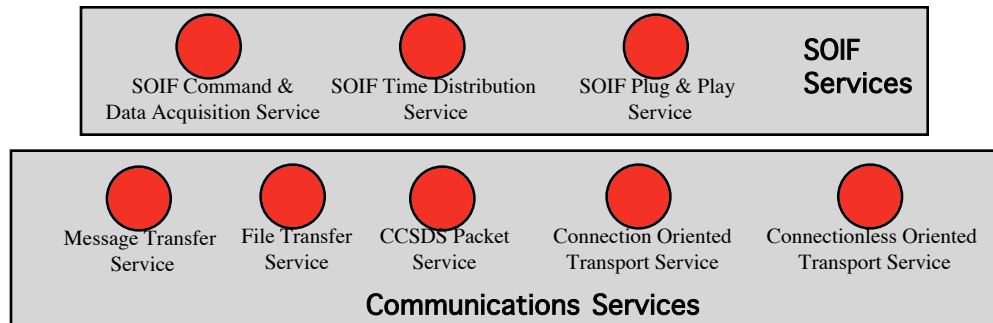 SOIF Command &
Data Acquisition Service
SOIF Time Distribution
Service
SOIF Plug & Play
Service
SOIF
Services
Message Transfer
Service
File Transfer
Service
CCSDS Packet
Service
Connection Oriented
Transport Service
Connectionless Oriented
Transport Service
Communications Services